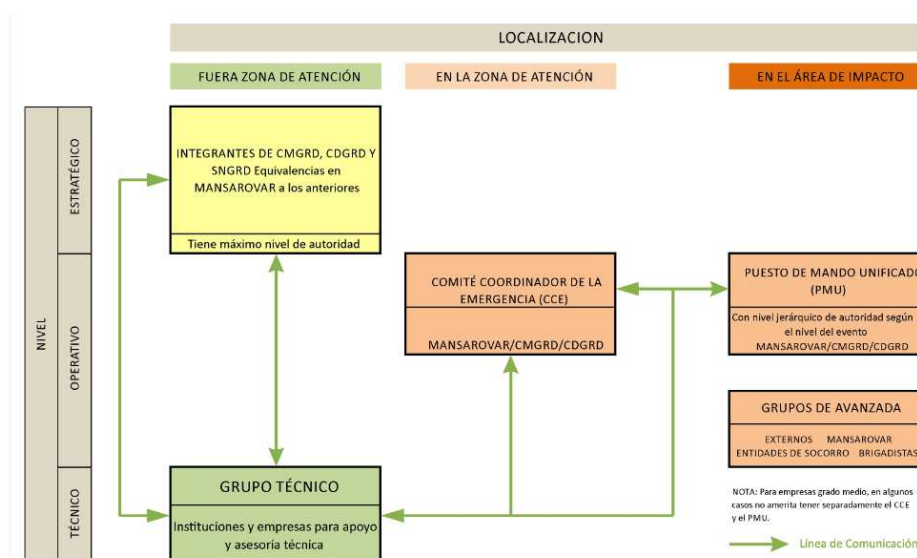 LOCALIZACION
FUERA ZONA DE ATENCIÓN
EN LA ZONA DE ATENCIÓN
EN EL ÁREA DE IMPACTO
NIVEL
ESTRATÉGICO
INTEGRANTES DE CMGRD, CDGRD Y
SNGRD Equivalencias en
MANSAROVAR a los anteriores
Tiene máximo nivel de autoridad
OPERATIVO
COMITÉ COORDINADOR DE LA
EMERGENCIA (CCE)
MANSAROVAR/CMGRD/CDGRD
PUESTO DE MANDO UNIFICADO
(PMU)
Con nivel jerárquico de autoridad según
el nivel del evento
MANSAROVAR/CMGRD/CDGRD
GRUPOS DE AVANZADA
EXTERNOS MANSAROVAR
ENTIDADES DE SOCORRO BRIGADISTAS
TÉCNICO
GRUPO TÉCNICO
Instituciones y empresas para apoyo
y asesoría técnica
NOTA: Para empresas grado medio, en algunos
casos no amerita tener separadamente el CCE
y el PMU.
Línea de Comunicación